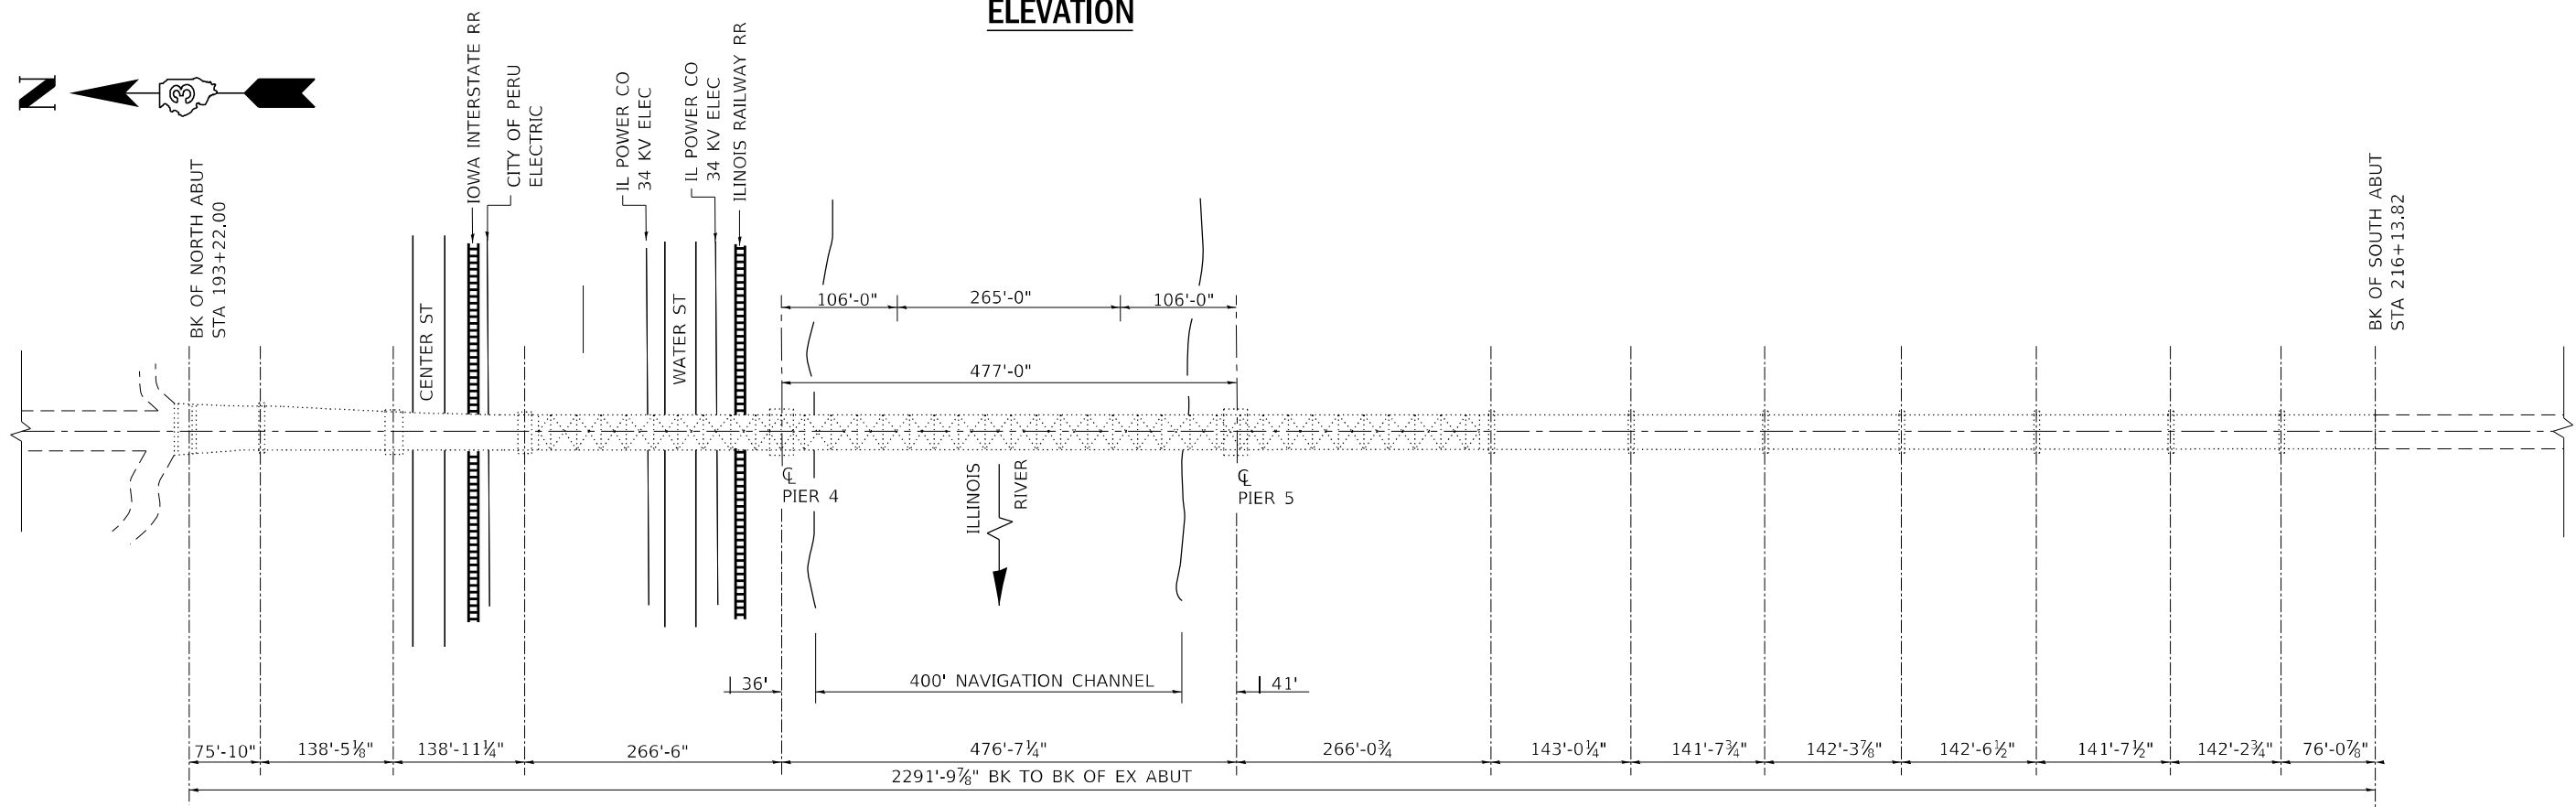 ELEVATION
N
3
BK OF NORTH ABUT
STA 193+22.00
CENTER ST
IOWA INTERSTATE RR
CITY OF PERU
ELECTRIC
IL POWER CO
34 KV ELEC
WATER ST
IL POWER CO
34 KV ELEC
ILINOIS RAILWAY RR
BK OF SOUTH ABUT
STA 216+13.82
106'-0" 265'-0" 106'-0"
477'-0"
℄
PIER 4
ILLINOIS
RIVER
℄
PIER 5
36' 400' NAVIGATION CHANNEL 41'
75'-10" 138'-5⅛" 138'-11¼" 266'-6" 476'-7¼" 266'-0¾ 143'-0¼" 141'-7¾" 142'-3⅞" 142'-6½" 141'-7½" 142'-2¾" 76'-0⅞"
2291'-9⅞" BK TO BK OF EX ABUT